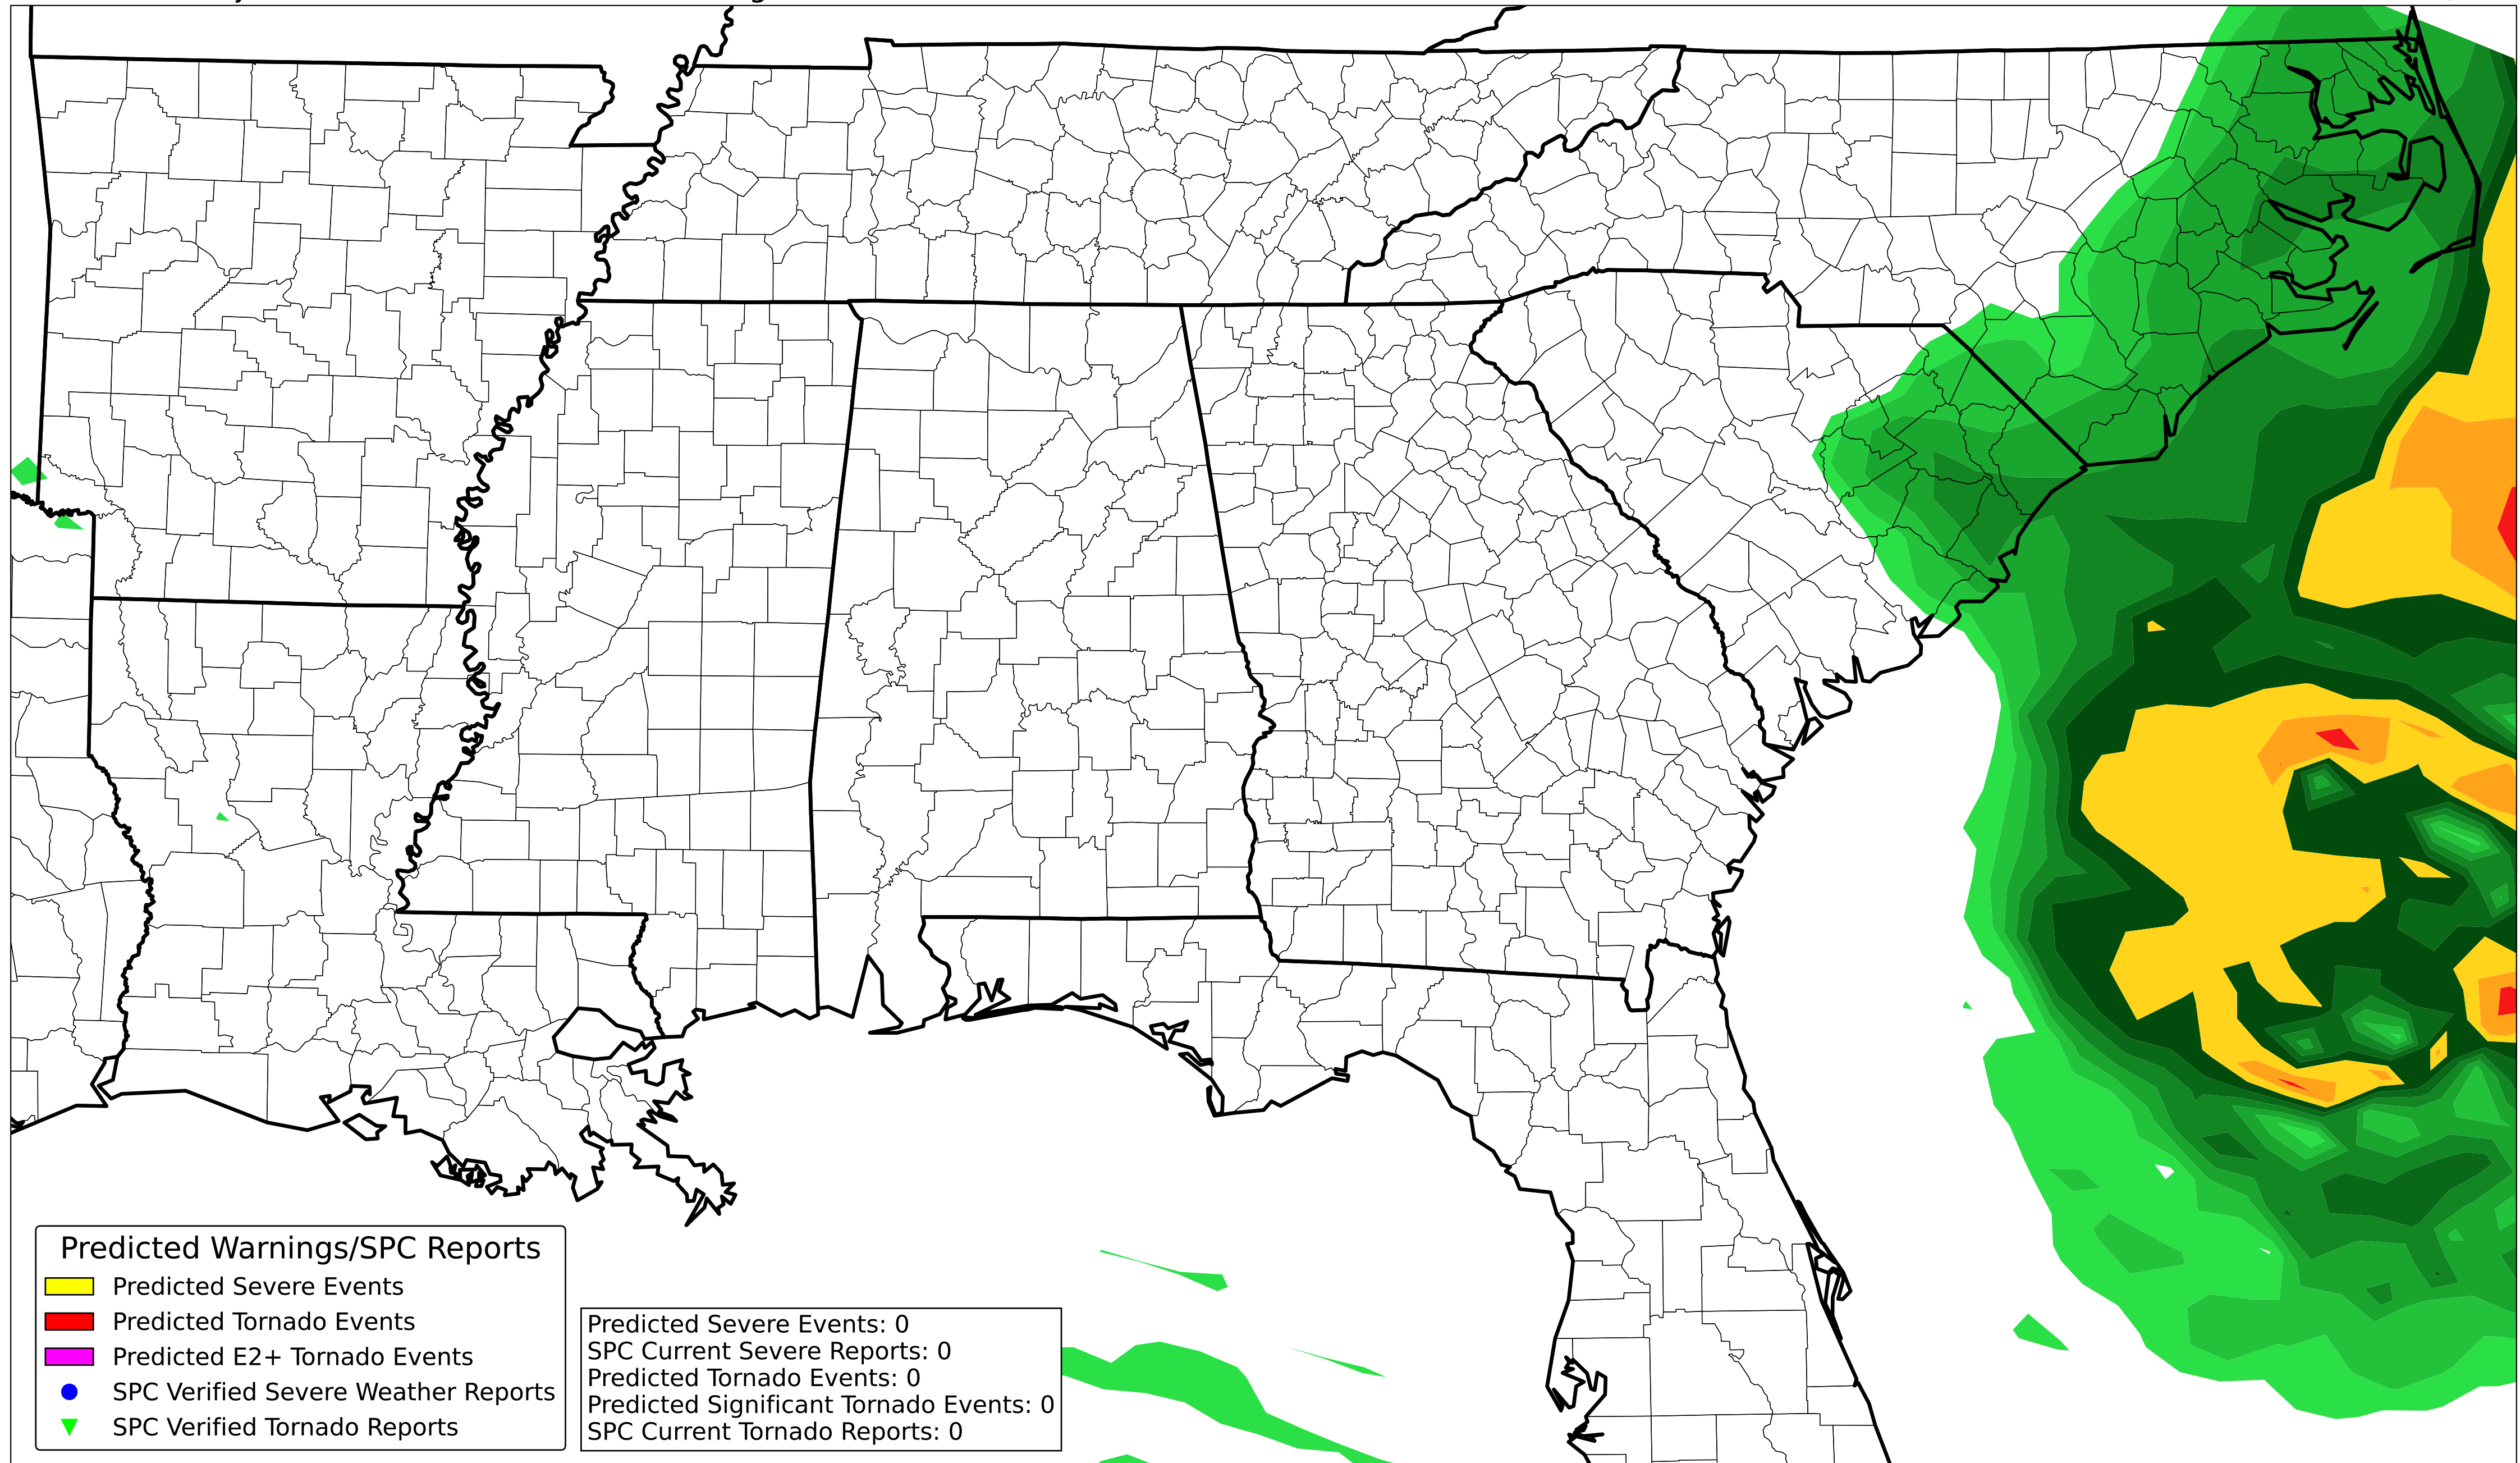 Predicted Warnings/SPC Reports
Predicted Severe Events
Predicted Tornado Events
Predicted E2+ Tornado Events
SPC Verified Severe Weather Reports
SPC Verified Tornado Reports
Predicted Severe Events: 0
SPC Current Severe Reports: 0
Predicted Tornado Events: 0
Predicted Significant Tornado Events: 0
SPC Current Tornado Reports: 0